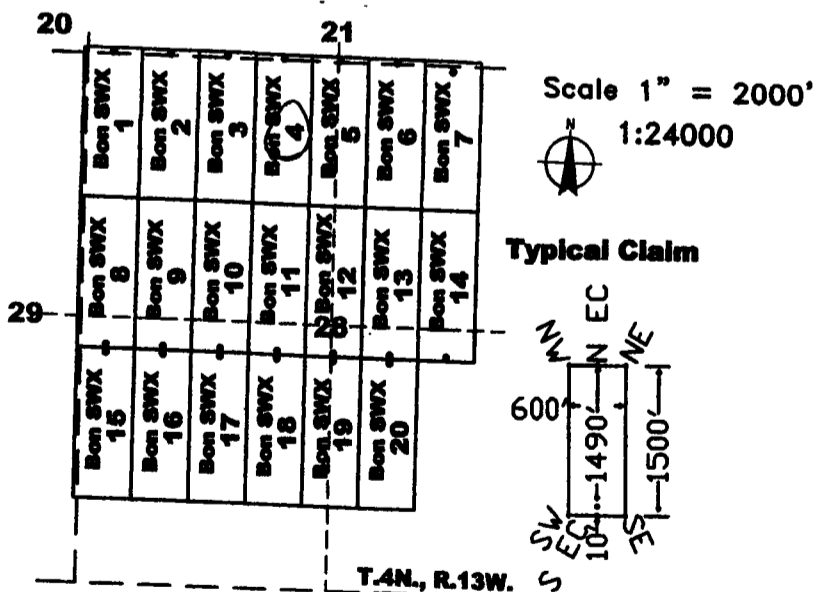 20
21
Bon SWX 1
Bon SWX 2
Bon SWX 3
Bon SWX 4
Bon SWX 5
Bon SWX 6
Bon SWX 7
Scale 1" = 2000'
1:24000
N
Bon SWX 8
Bon SWX 9
Bon SWX 10
Bon SWX 11
Bon SWX 12
Bon SWX 13
Bon SWX 14
29
28
Bon SWX 15
Bon SWX 16
Bon SWX 17
Bon SWX 18
Bon SWX 19
Bon SWX 20
Typical Claim
NW
N EC
NE
600'
1490'
1500'
SW
S EC
10'
SE
T.4N., R.13W.